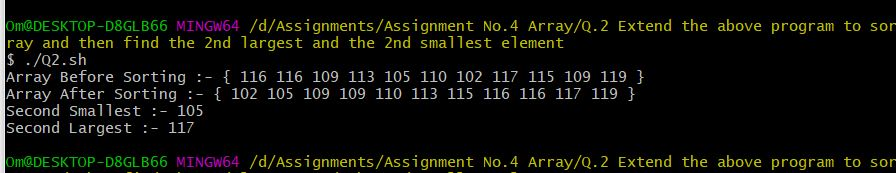 Om@DESKTOP-D8GLB66 MINGW64 /d/Assignments/Assignment No.4 Array/Q.2 Extend the above program to sor
ray and then find the 2nd largest and the 2nd smallest element
$ ./Q2.sh
Array Before Sorting :- { 116 116 109 113 105 110 102 117 115 109 119 }
Array After Sorting :- { 102 105 109 109 110 113 115 116 116 117 119 }
Second Smallest :- 105
Second Largest :- 117
Om@DESKTOP-D8GLB66 MINGW64 /d/Assignments/Assignment No.4 Array/Q.2 Extend the above program to sor